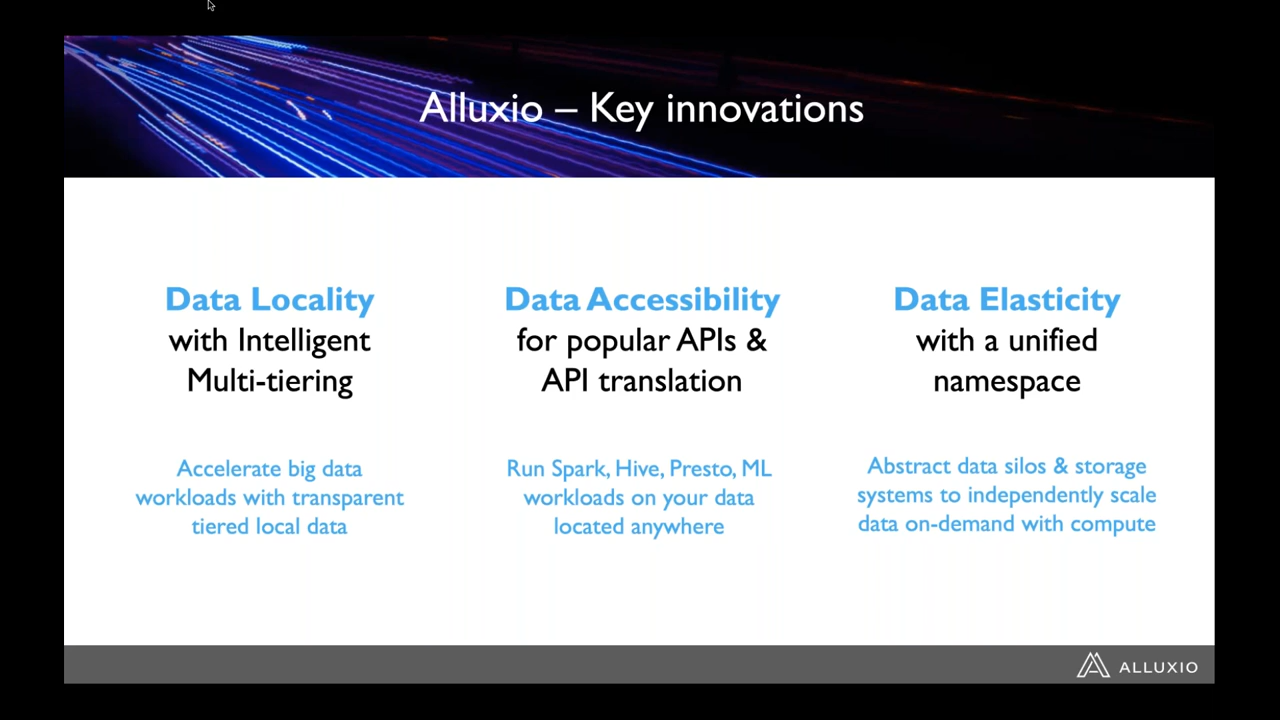 Alluxio – Key innovations
Data Locality
with Intelligent
Multi-tiering
Accelerate big data
workloads with transparent
tiered local data
Data Accessibility
for popular APIs &
API translation
Run Spark, Hive, Presto, ML
workloads on your data
located anywhere
Data Elasticity
with a unified
namespace
Abstract data silos & storage
systems to independently scale
data on-demand with compute
ALLUXIO